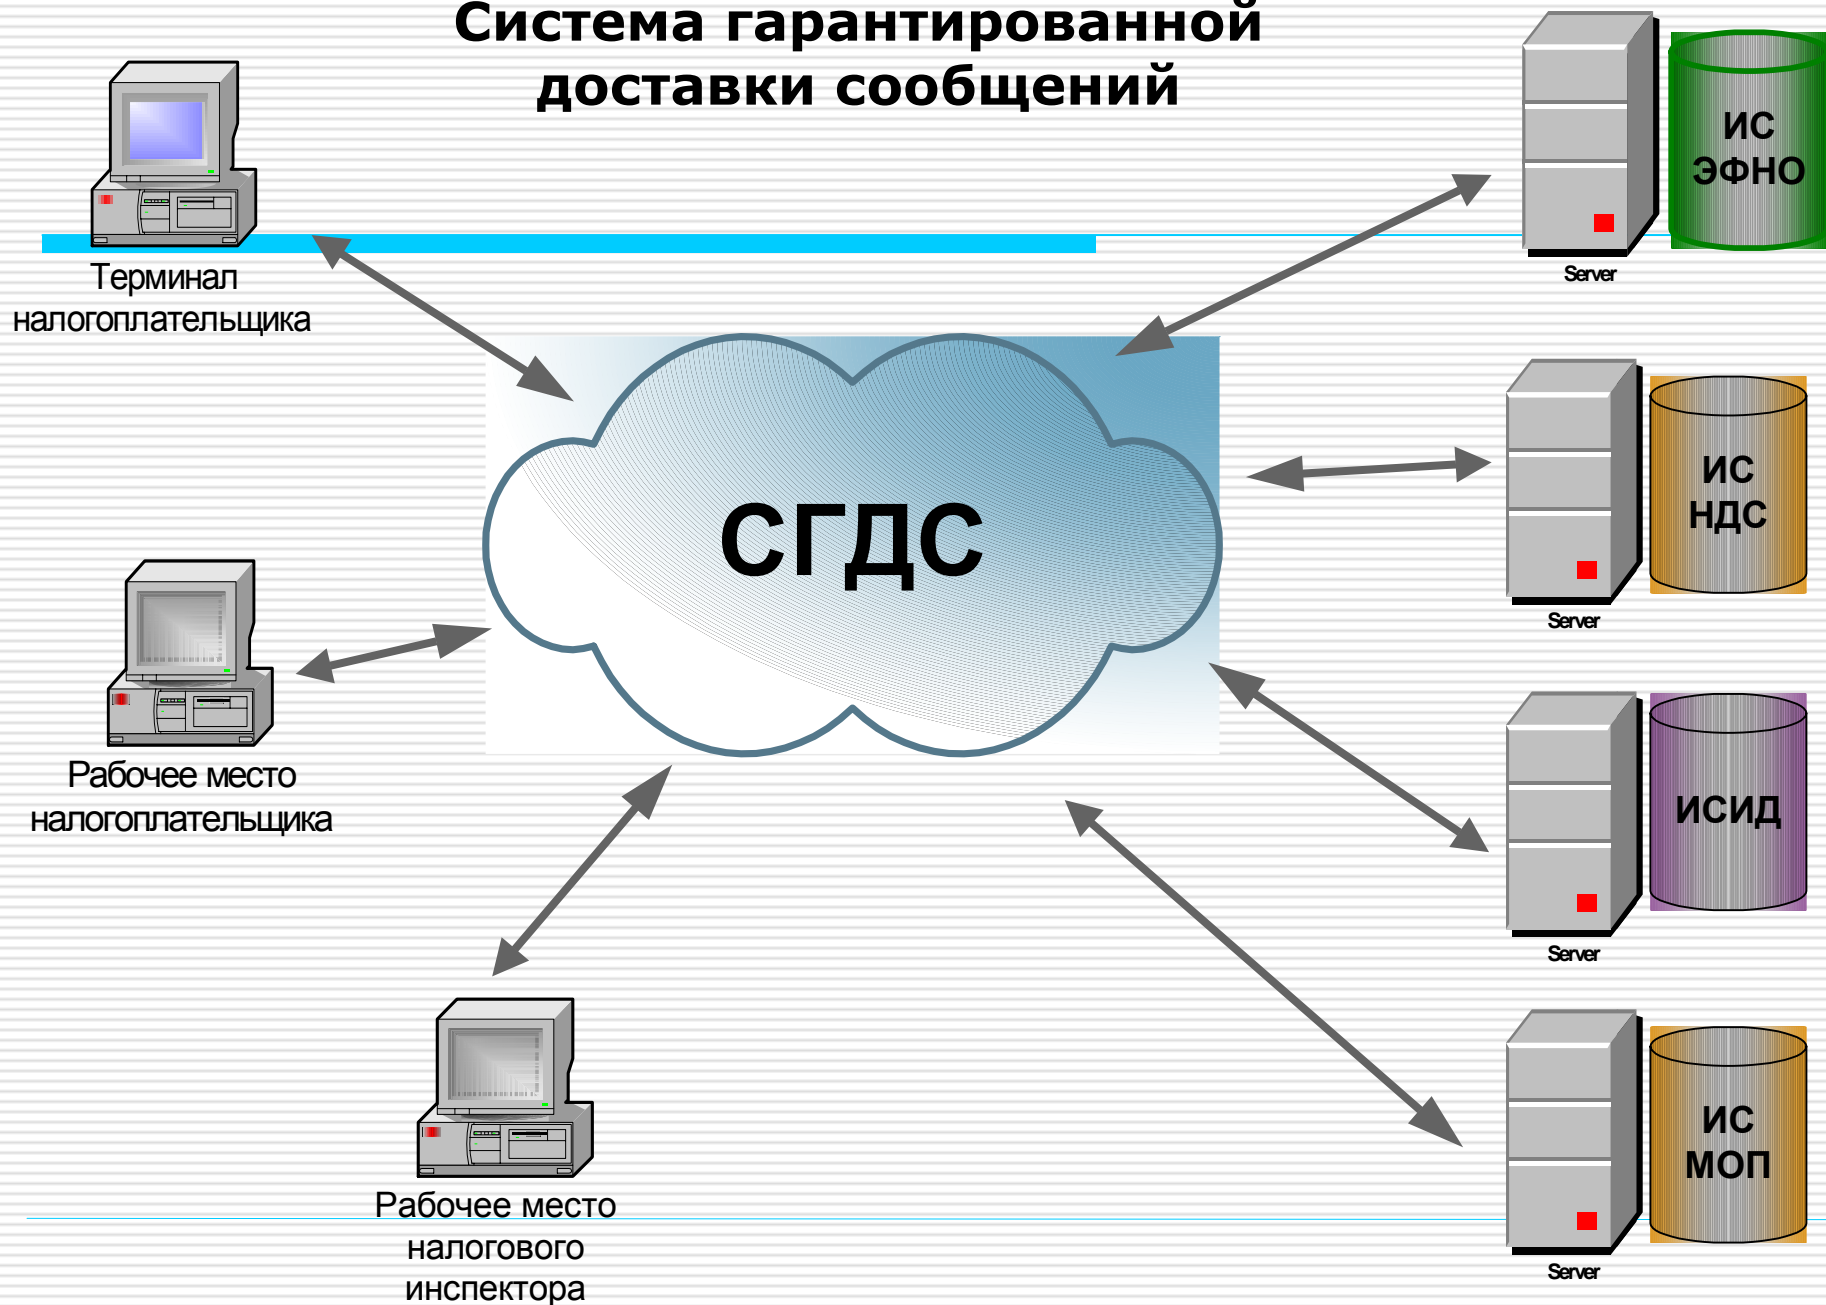 Система гарантированной
доставки сообщений
Терминал
налогоплательщика
Рабочее место
налогоплательщика
Рабочее место
налогового
инспектора
СГДС
ИС
ЭФНО
Server
ИС
НДС
Server
ИСИД
Server
ИС
МОП
Server